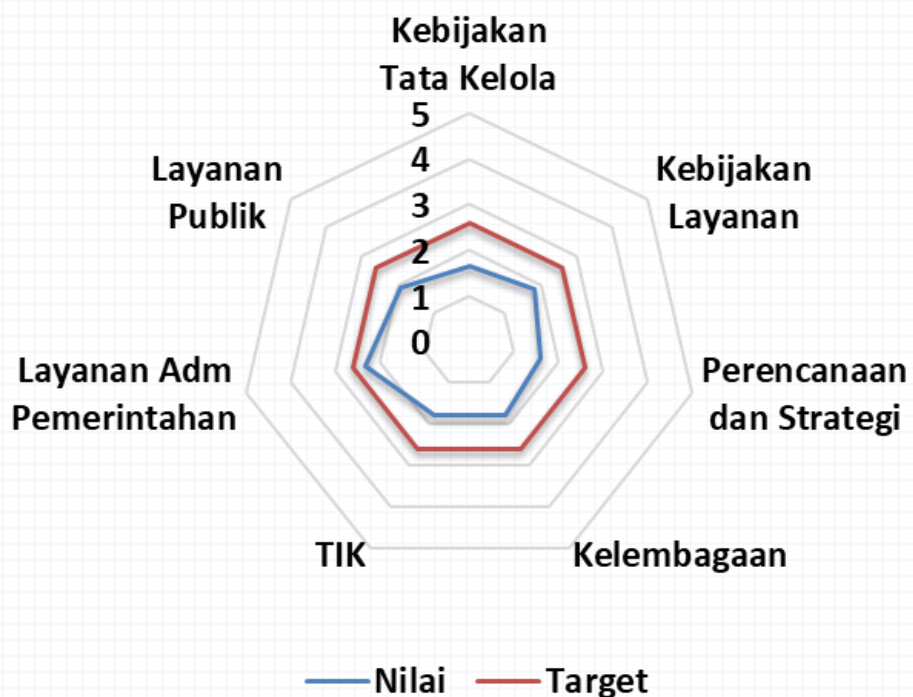 Kebijakan
Tata Kelola
5
4
3
2
1
0
Kebijakan
Layanan
Perencanaan
dan Strategi
Kelembagaan
TIK
Layanan Adm
Pemerintahan
Layanan
Publik
Nilai Target